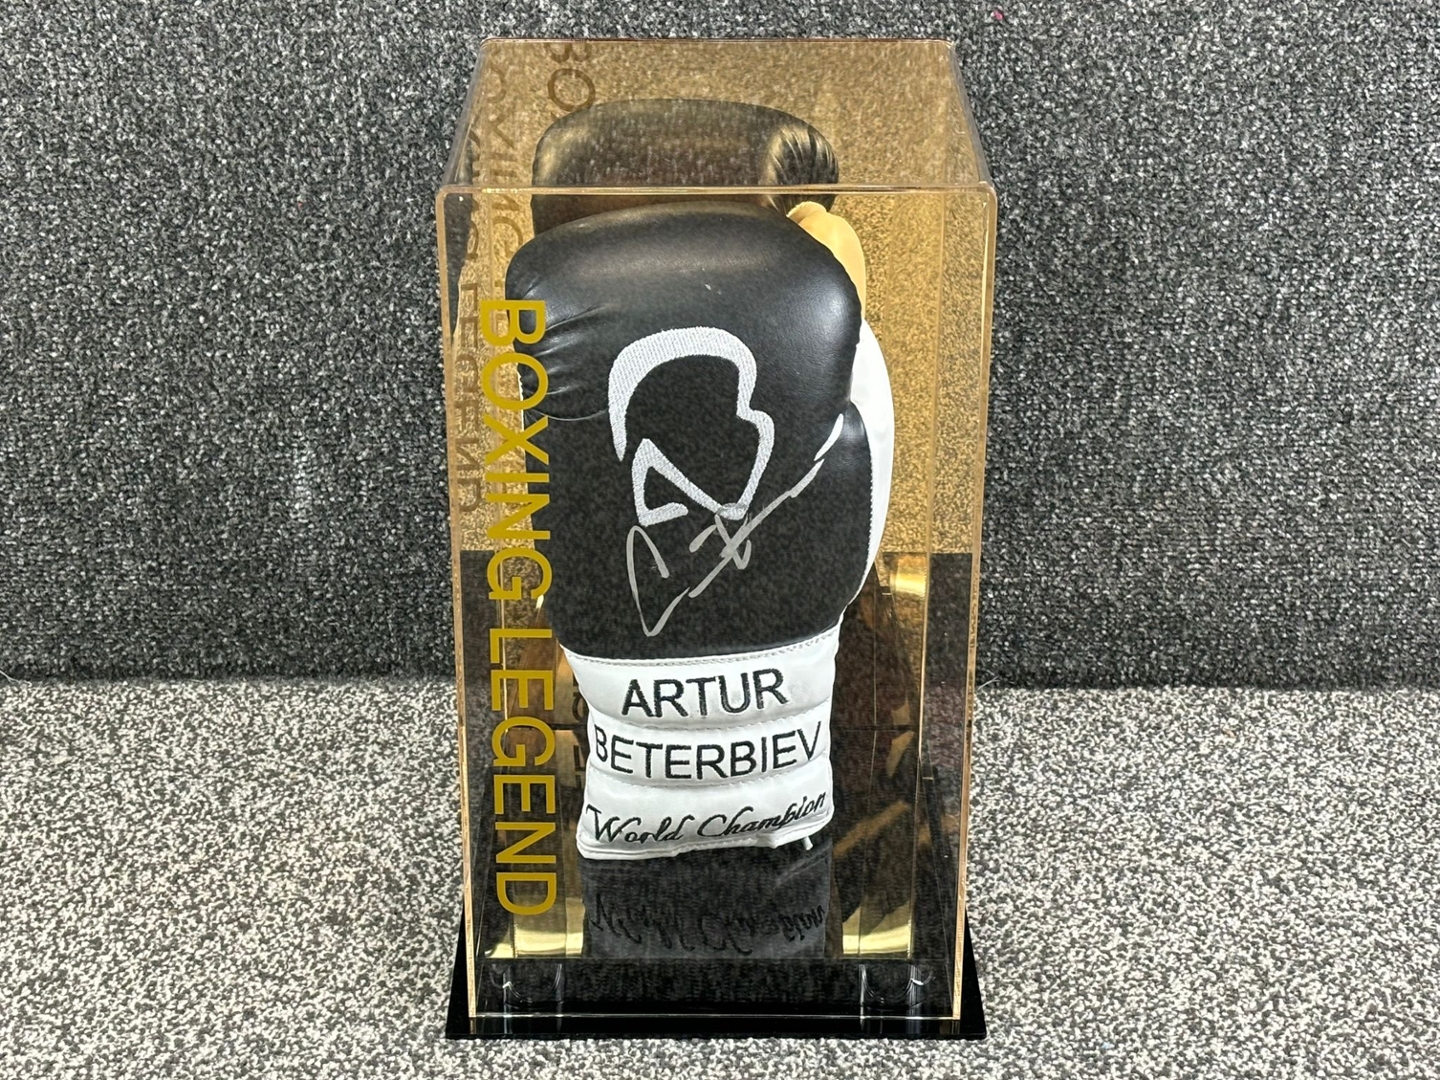 BOXING LEGEND
ARTUR
BETERBIEV
World Champion